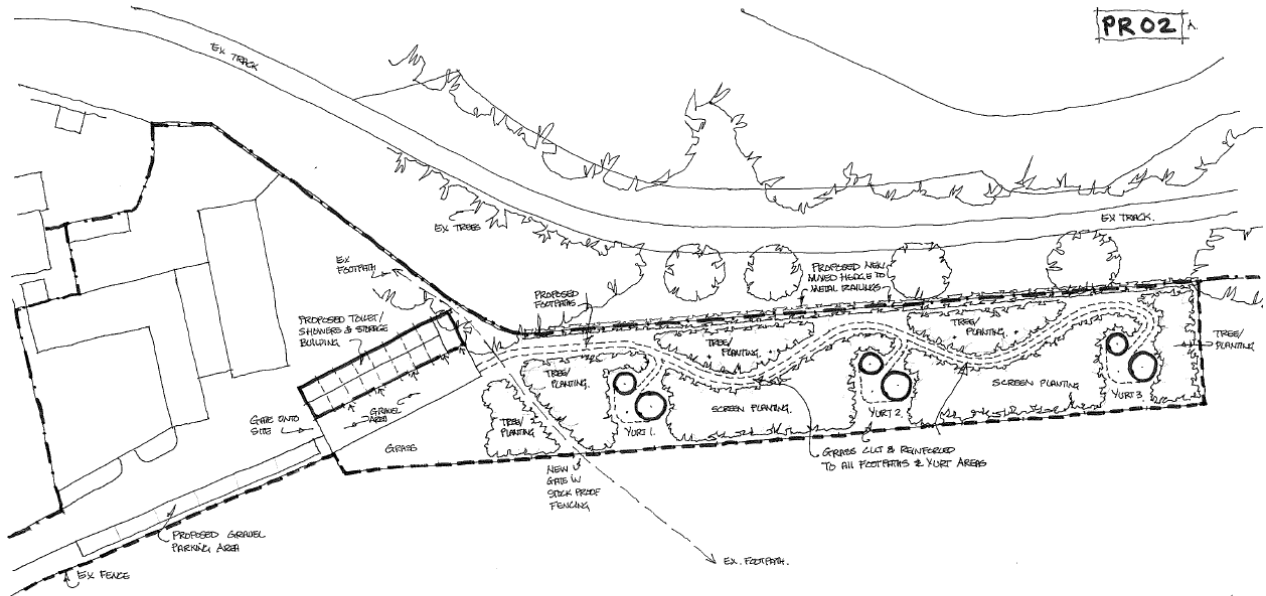 PR02
EX TRACK
EX TRACK.
EX TREES
EX
FOOTPATH
PROPOSED
FOOTPATHS
PROPOSED NEW
MIXED HEDGE TO
METAL RAILINGS
PROPOSED TOILET/
SHOWERS & STORAGE
BUILDING
TREE/
PLANTING.
TREE/
PLANTING.
TREE/
PLANTING.
TREE/
PLANTING
TREE/
PLANTING
SCREEN PLANTING.
SCREEN PLANTING
YURT 1.
YURT 2.
YURT 3
GATE ONTO
SITE
GRAVEL
AREA
GRASS
NEW
GATE IN
STOCK PROOF
FENCING
GRASS CUT & REINFORCED
TO ALL FOOTPATHS & YURT AREAS
PROPOSED GRAVEL
PARKING AREA
EX FENCE
EX. FOOTPATH.